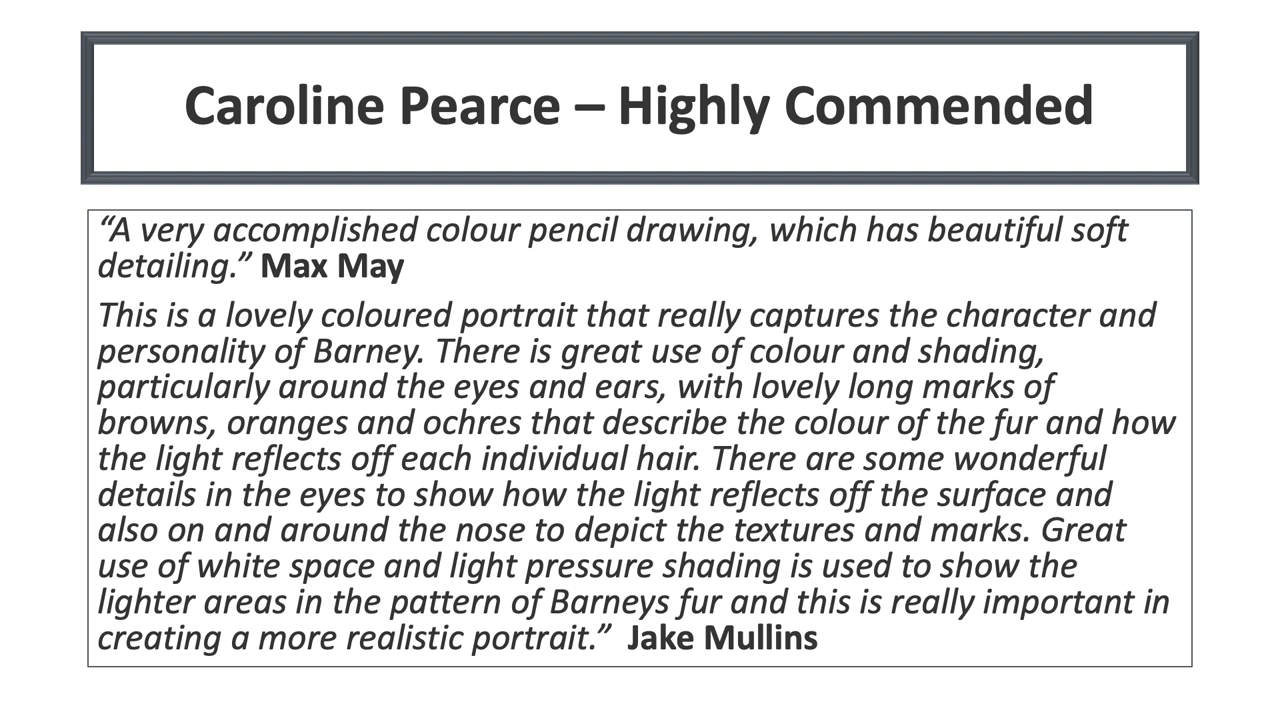 Caroline Pearce – Highly Commended
“A very accomplished colour pencil drawing, which has beautiful soft
detailing.” Max May
This is a lovely coloured portrait that really captures the character and
personality of Barney. There is great use of colour and shading,
particularly around the eyes and ears, with lovely long marks of
browns, oranges and ochres that describe the colour of the fur and how
the light reflects off each individual hair. There are some wonderful
details in the eyes to show how the light reflects off the surface and
also on and around the nose to depict the textures and marks. Great
use of white space and light pressure shading is used to show the
lighter areas in the pattern of Barneys fur and this is really important in
creating a more realistic portrait.” Jake Mullins